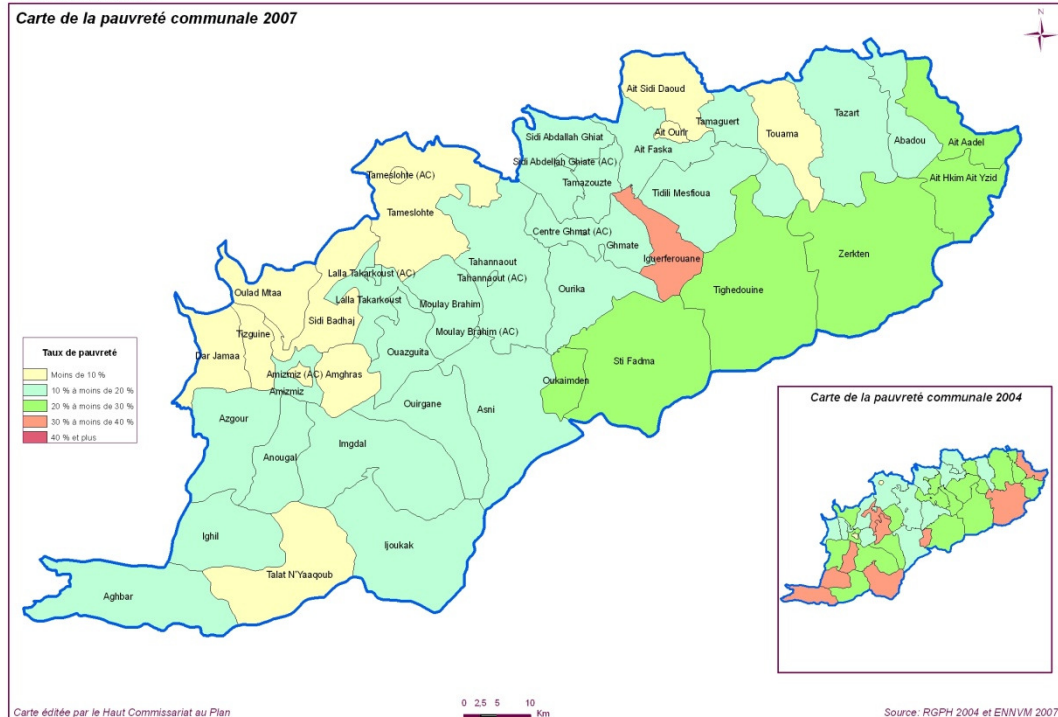 Carte de la pauvreté communale 2007
N
Ait Sidi Daoud
Ait Ourir
Tamaguert
Touama
Tazart
Abadou
Ait Aadel
Sidi Abdallah Ghiat
Ait Faska
Sidi Abdellah Ghiate (AC)
Tameslohte (AC)
Tamazouzte
Tidili Mesfioua
Ait Hkim Ait Yzid
Tameslohte
Centre Ghmat (AC)
Ghmate
Iguerferouane
Zerkten
Tahannaout
Lalla Takarkoust (AC)
Tahannaout (AC)
Ourika
Tighedouine
Oulad Mtaa
Lalla Takarkoust
Moulay Brahim
Sidi Badhaj
Tizguine
Moulay Brahim (AC)
Dar Jamaa
Ouazguita
Sti Fadma
Amizmiz (AC)
Amghras
Oukaimden
Amizmiz
Ouirgane
Asni
Azgour
Imgdal
Anougal
Ighil
Ijoukak
Talat N'Yaaqoub
Aghbar
Taux de pauvreté
Moins de 10 %
10 % à moins de 20 %
20 % à moins de 30 %
30 % à moins de 40 %
40 % et plus
Carte de la pauvreté communale 2004
Carte éditée par le Haut Commissariat au Plan
0 2,5 5 10
Km
Source: RGPH 2004 et ENNVM 2007